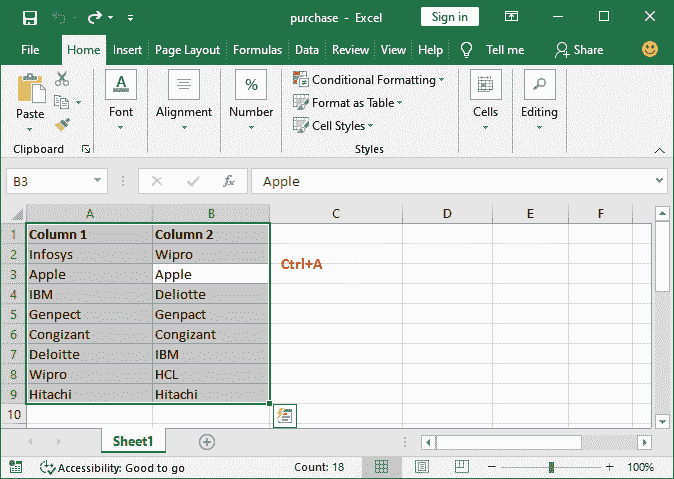 purchase - Excel
Sign in
File Home Insert Page Layout Formulas Data Review View Help Tell me Share
Paste
Clipboard
Font
Alignment
%
Number
Conditional Formatting
Format as Table
Cell Styles
Styles
Cells
Editing
B3 fx Apple
A B C D E F
1 Column 1 Column 2
2 Infosys Wipro
Ctrl+A
3 Apple Apple
4 IBM Deliotte
5 Genpect Genpact
6 Congizant Congizant
7 Deloitte IBM
8 Wipro HCL
9 Hitachi Hitachi
10
Sheet1
Accessibility: Good to go Count: 18 100%